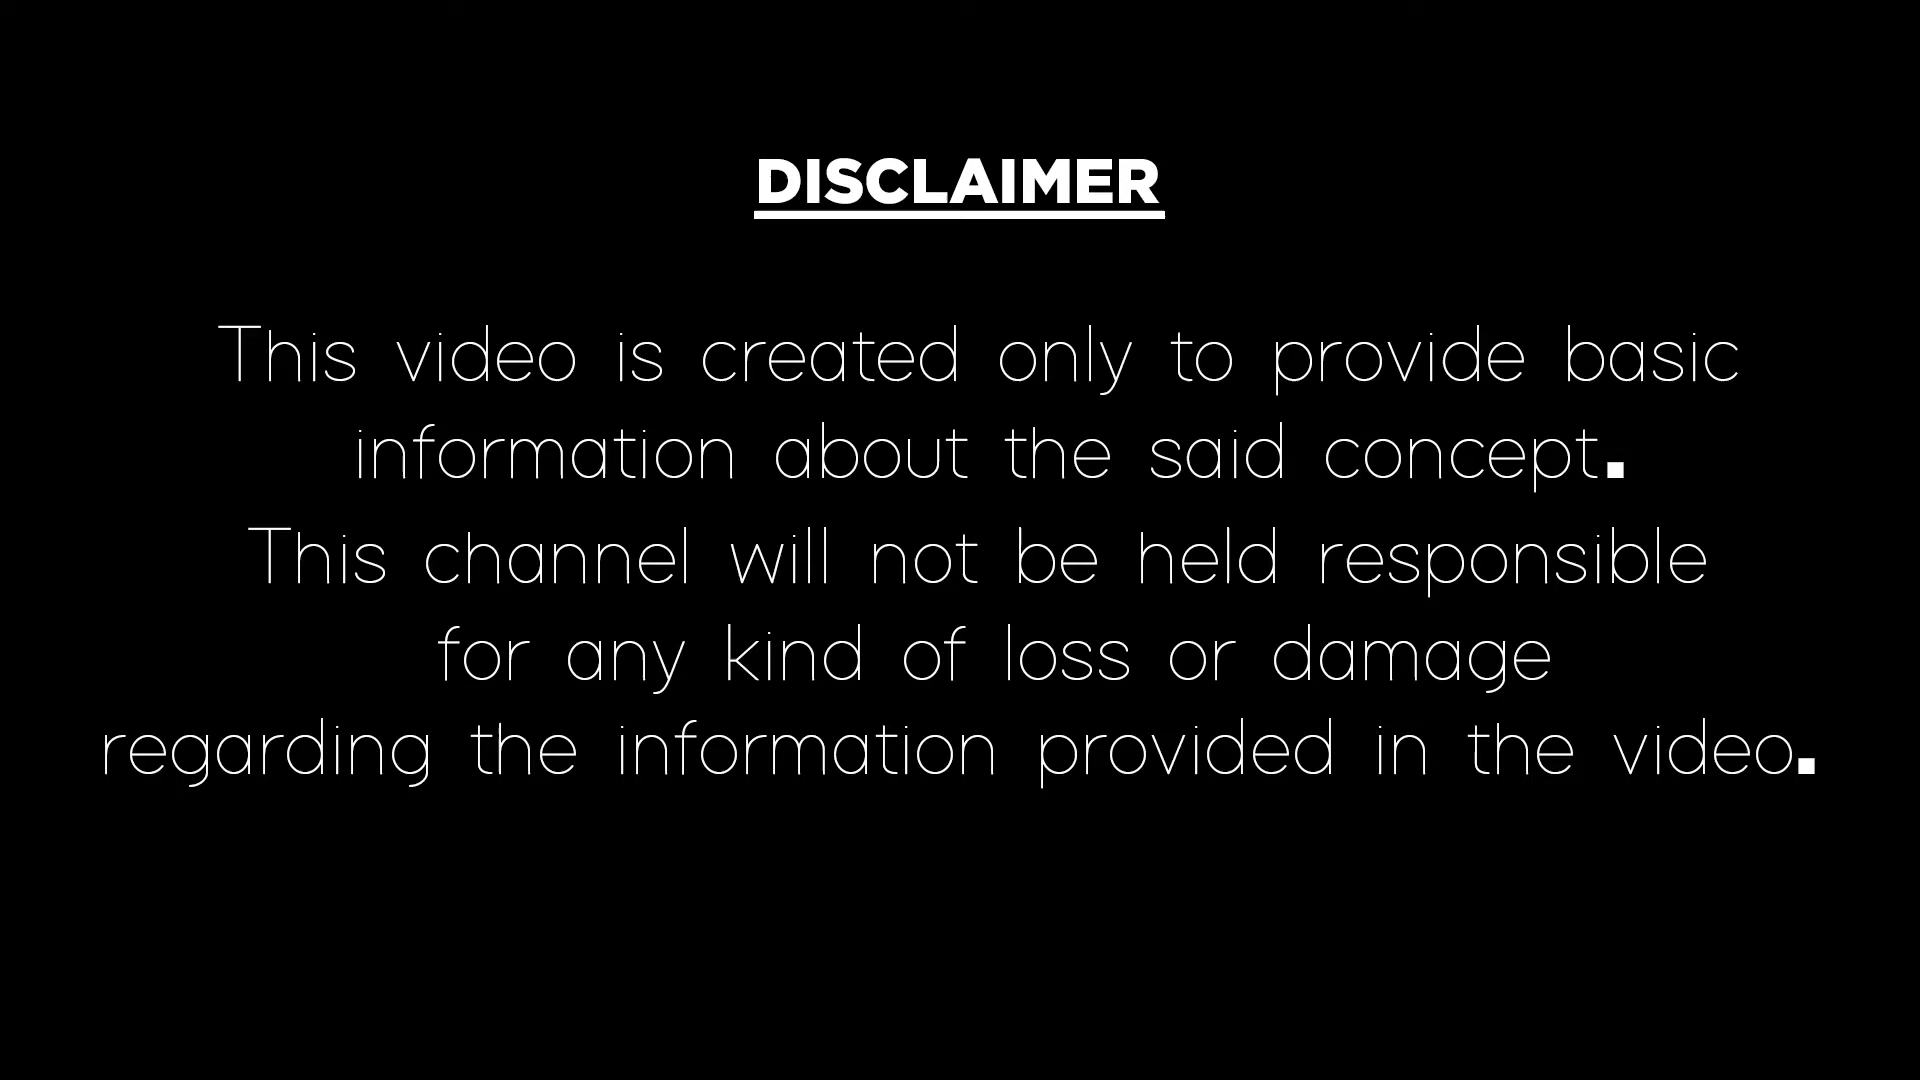 DISCLAIMER
This video is created only to provide basic
information about the said concept.
This channel will not be held responsible
for any kind of loss or damage
regarding the information provided in the video.